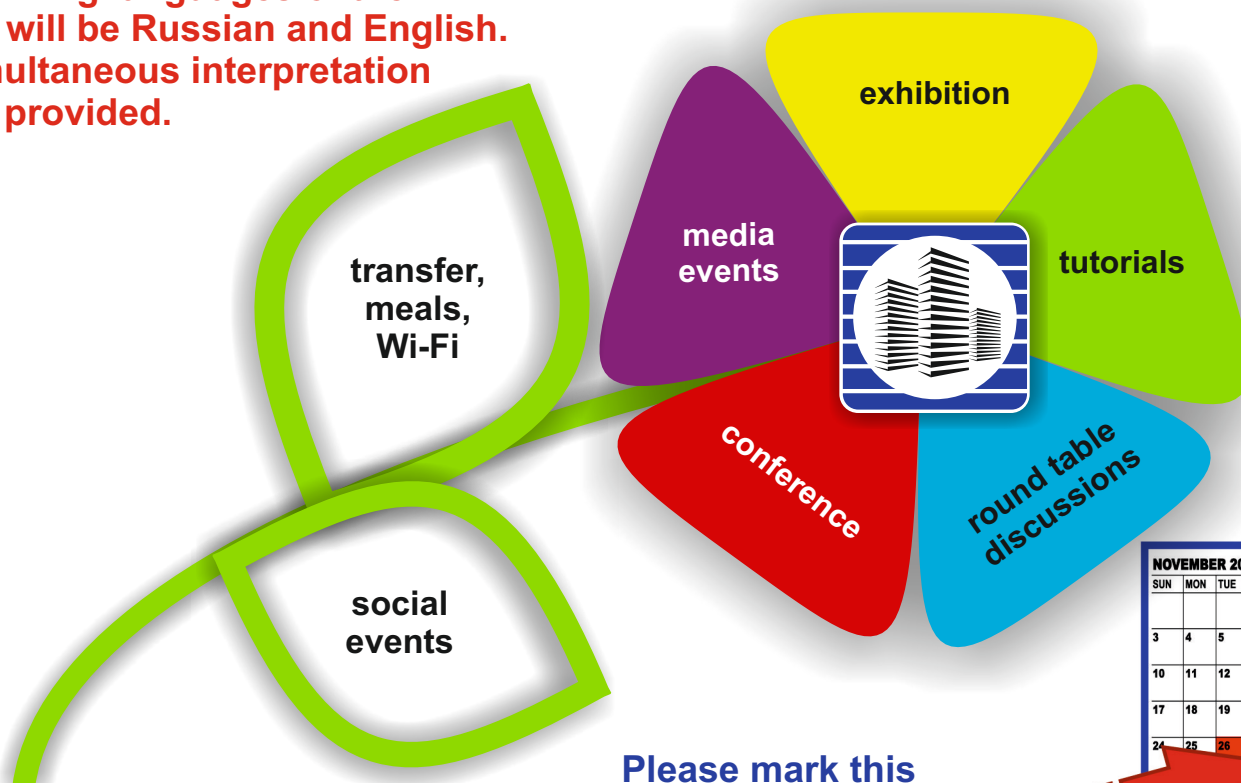 will be Russian and English.
interpretation
provided.
exhibition
media
events
tutorials
transfer,
meals,
Wi-Fi
conference
round table
discussions
social
events
NOVEMBER
SUN MON TUE
3 4 5
10 11 12
17 18 19
24 25 26
Please mark this